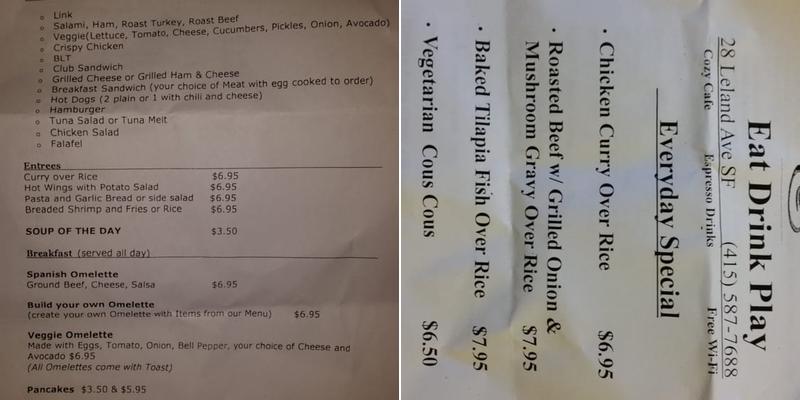 Link
Salami, Ham, Roast Turkey, Roast Beef
Veggie(Lettuce, Tomato, Cheese, Cucumbers, Pickles, Onion, Avocado)
Crispy Chicken
BLT
Club Sandwich
Grilled Cheese or Grilled Ham & Cheese
Breakfast Sandwich (your choice of Meat with egg cooked to order)
Hot Dogs (2 plain or 1 with chili and cheese)
Hamburger
Tuna Salad or Tuna Melt
Chicken Salad
Falafel
Entrees
Curry over Rice $6.95
Hot Wings with Potato Salad $6.95
Pasta and Garlic Bread or side salad $6.95
Breaded Shrimp and Fries or Rice $6.95
SOUP OF THE DAY $3.50
Breakfast (served all day)
Spanish Omelette
Ground Beef, Cheese, Salsa $6.95
Build your own Omelette
(create your own Omelette with Items from our Menu) $6.95
Veggie Omelette
Made with Eggs, Tomato, Onion, Bell Pepper, your choice of Cheese and
Avocado $6.95
(All Omelettes come with Toast)
Pancakes $3.50 & $5.95
Eat Drink Play
28 Leland Ave SF (415) 587-7688
Cozy Cafe Espresso Drinks Free Wi-Fi
Everyday Special
· Chicken Curry Over Rice $6.95
· Roasted Beef w/ Grilled Onion &
Mushroom Gravy Over Rice $7.95
· Baked Tilapia Fish Over Rice $7.95
· Vegetarian Cous Cous $6.50